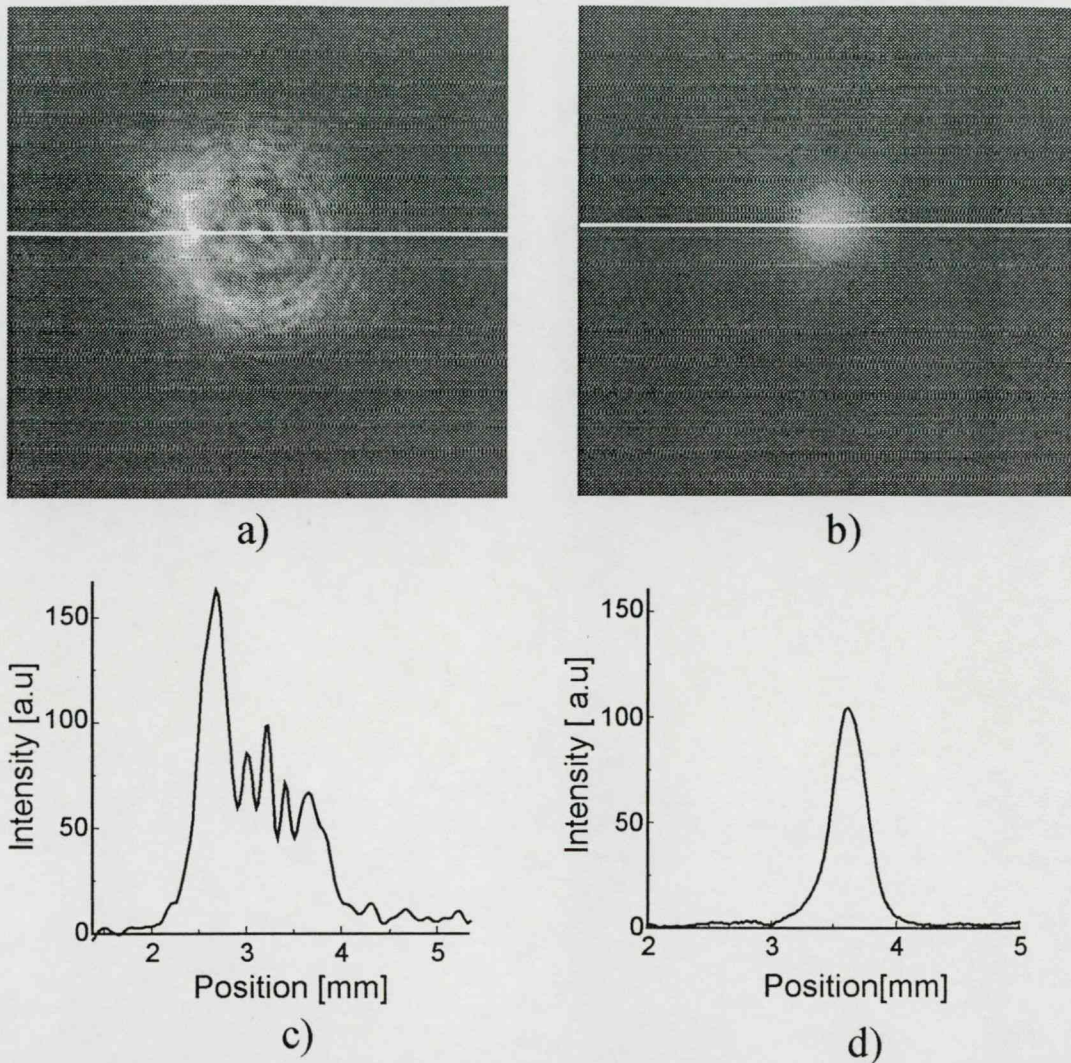 a)
b)
150
100
50
0
Intensity [a.u]
2 3 4 5
Position [mm]
c)
150
100
50
0
Intensity [ a.u]
2 3 4 5
Position[mm]
d)